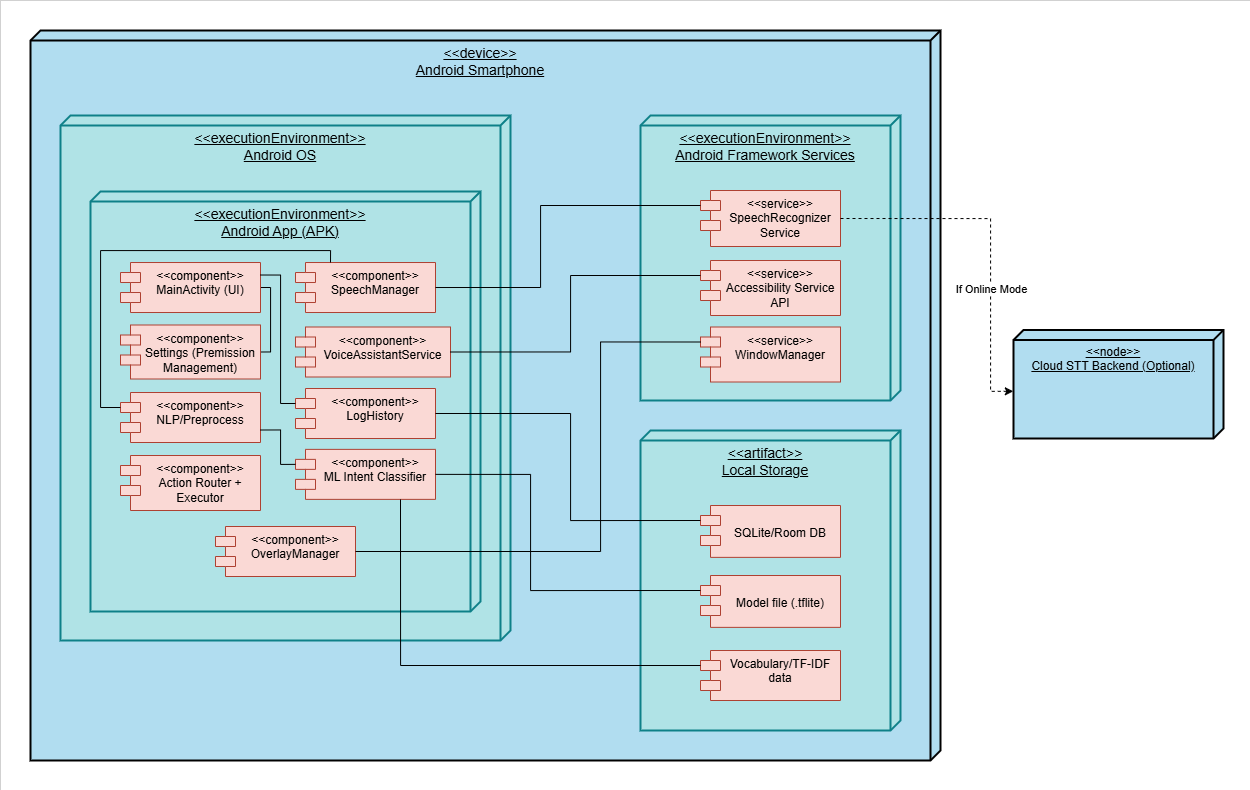 <<device>>
Android Smartphone
<<executionEnvironment>>
Android OS
<<executionEnvironment>>
Android App (APK)
<<component>>
MainActivity (UI)
<<component>>
SpeechManager
<<component>>
Settings (Premission
Management)
<<component>>
VoiceAssistantService
<<component>>
NLP/Preprocess
<<component>>
LogHistory
<<component>>
Action Router +
Executor
<<component>>
ML Intent Classifier
<<component>>
OverlayManager
<<executionEnvironment>>
Android Framework Services
<<service>>
SpeechRecognizer
Service
<<service>>
Accessibility Service
API
<<service>>
WindowManager
<<artifact>>
Local Storage
SQLite/Room DB
Model file (.tflite)
Vocabulary/TF-IDF
data
If Online Mode
<<node>>
Cloud STT Backend (Optional)